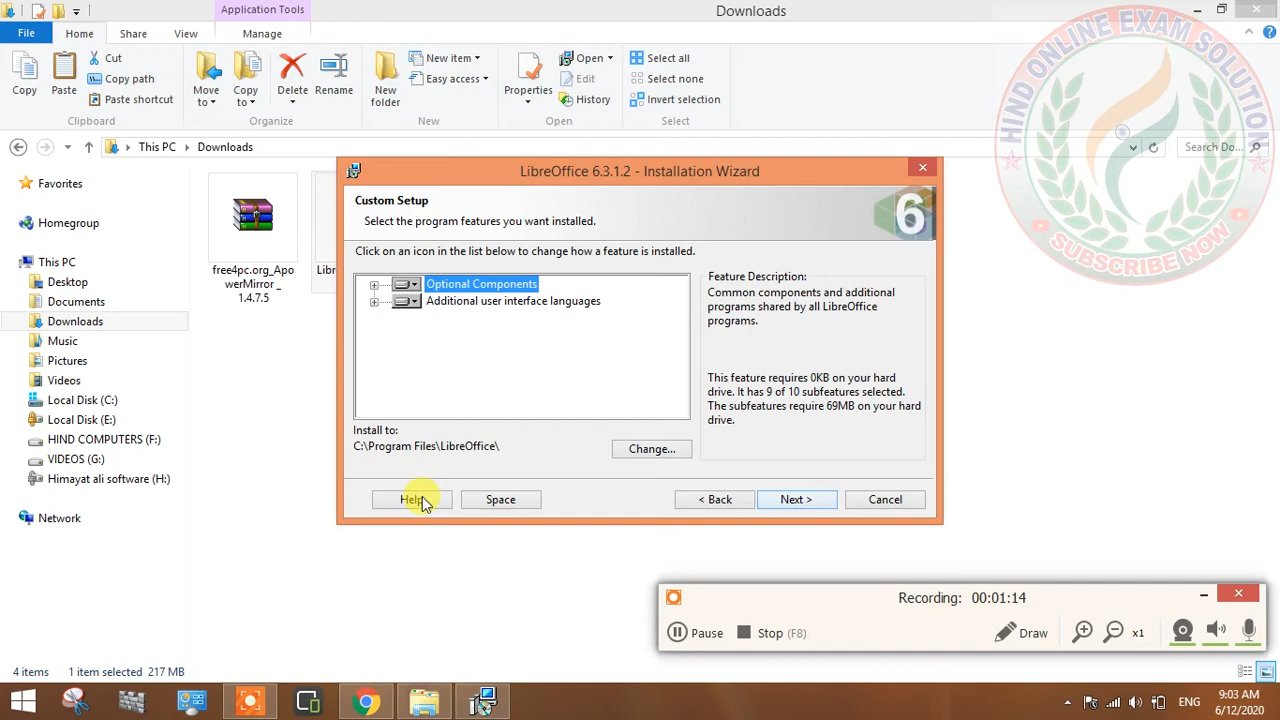 Application Tools
Downloads
File
Home
Share
View
Manage
Copy
Paste
Cut
Copy path
Paste shortcut
Clipboard
Move to
Copy to
Delete
Rename
Organize
New folder
New item
Easy access
New
Properties
Open
Edit
History
Open
Select all
Select none
Invert selection
Select
This PC
Downloads
Search Do...
HIND ONLINE EXAM SOLUTION
SUBSCRIBE NOW
Favorites
Homegroup
This PC
Desktop
Documents
Downloads
Music
Pictures
Videos
Local Disk (C:)
Local Disk (E:)
HIND COMPUTERS (F:)
VIDEOS (G:)
Himayat ali software (H:)
Network
free4pc.org_Apo
werMirror_
1.4.7.5
Lib
LibreOffice 6.3.1.2 - Installation Wizard
Custom Setup
Select the program features you want installed.
6
Click on an icon in the list below to change how a feature is installed.
Optional Components
Additional user interface languages
Feature Description:
Common components and additional
programs shared by all LibreOffice
programs.
This feature requires 0KB on your hard
drive. It has 9 of 10 subfeatures selected.
The subfeatures require 69MB on your hard
drive.
Install to:
C:\Program Files\LibreOffice\
Change...
Help
Space
< Back
Next >
Cancel
Recording: 00:01:14
Pause
Stop (F8)
Draw
x1
4 items
1 item selected 217 MB
ENG
9:03 AM
6/12/2020